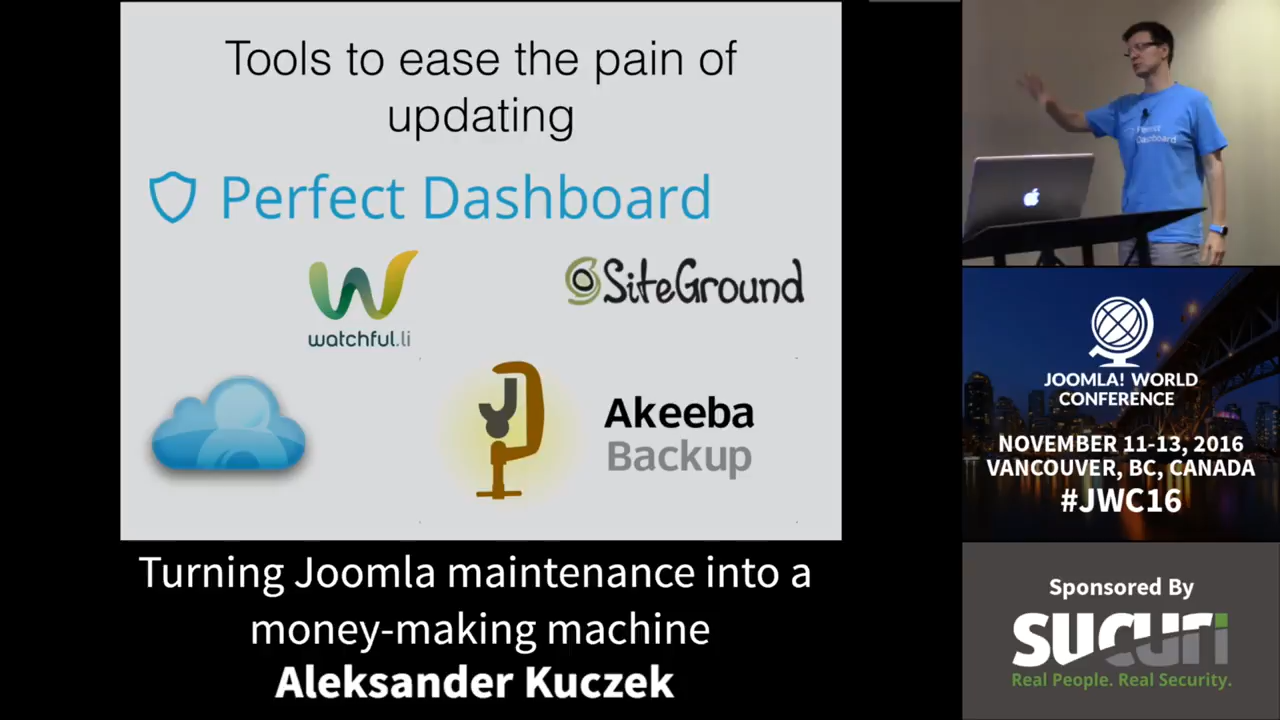 Tools to ease the pain of
updating
Perfect Dashboard
watchful.li
SiteGround
Akeeba
Backup
Turning Joomla maintenance into a
money-making machine
Aleksander Kuczek
Perfect
Dashboard
JOOMLA! WORLD
CONFERENCE
NOVEMBER 11-13, 2016
VANCOUVER, BC, CANADA
#JWC16
Sponsored By
sucuri
Real People. Real Security.